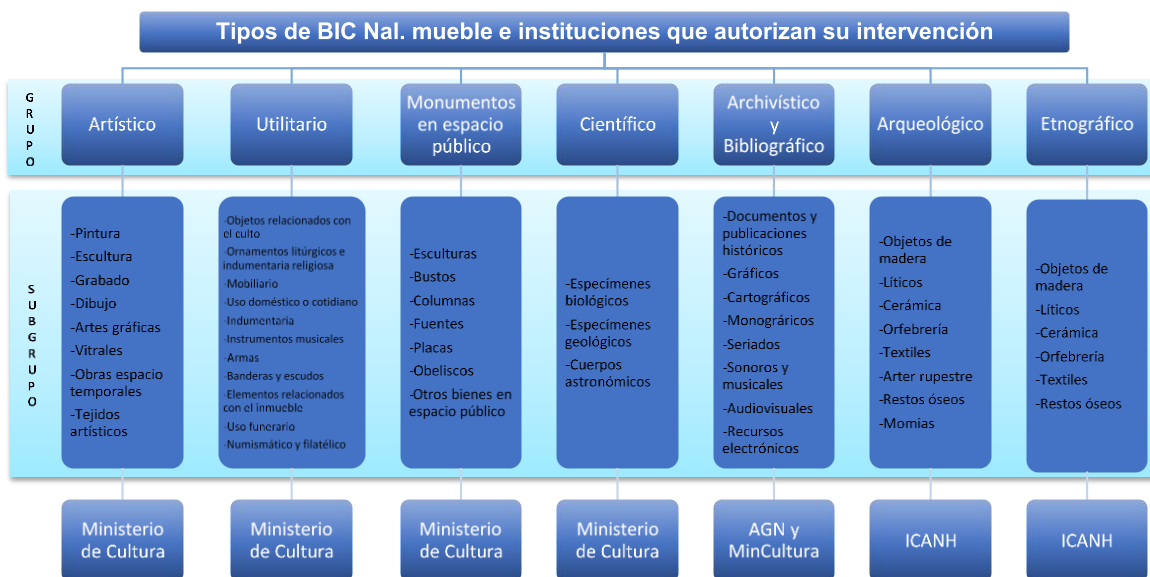 Tipos de BIC Nal. mueble e instituciones que autorizan su intervención
GRUPO
Artístico
Utilitario
Monumentos
en espacio
público
Científico
Archivístico
y
Bibliográfico
Arqueológico
Etnográfico
SUBGRUPO
-Pintura
-Escultura
-Grabado
-Dibujo
-Artes gráficas
-Vitrales
-Obras espacio
temporales
-Tejidos
artísticos
-Objetos relacionados con
el culto
-Ornamentos litúrgicos e
indumentaria religiosa
-Mobiliario
-Uso doméstico o cotidiano
-Indumentaria
-Instrumentos musicales
-Armas
-Banderas y escudos
-Elementos relacionados
con el inmueble
-Uso funerario
-Numismático y filatélico
-Esculturas
-Bustos
-Columnas
-Fuentes
-Placas
-Obeliscos
-Otros bienes en
espacio público
-Especímenes
biológicos
-Especímenes
geológicos
-Cuerpos
astronómicos
-Documentos y
publicaciones
históricos
-Gráficos
-Cartográficos
-Monográricos
-Seriados
-Sonoros y
musicales
-Audiovisuales
-Recursos
electrónicos
-Objetos de
madera
-Líticos
-Cerámica
-Orfebrería
-Textiles
-Arter rupestre
-Restos óseos
-Momias
-Objetos de
madera
-Líticos
-Cerámica
-Orfebrería
-Textiles
-Restos óseos
Ministerio
de Cultura
Ministerio
de Cultura
Ministerio
de Cultura
Ministerio
de Cultura
AGN y
MinCultura
ICANH
ICANH